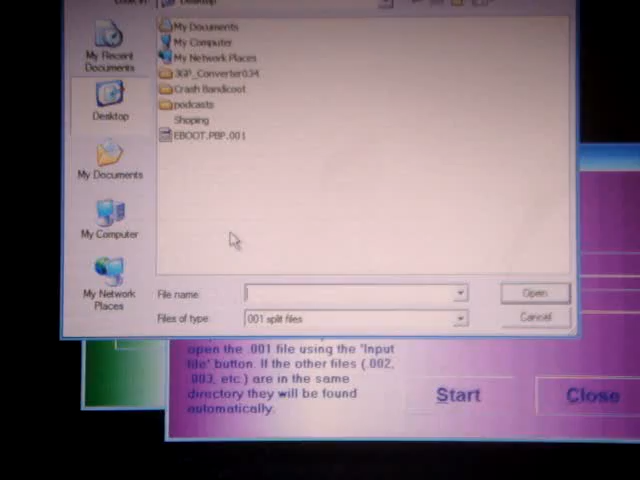 Desktop
My Documents
My Computer
My Network Places
3GP_Converter034
Crash Bandicoot
podcasts
Shoping
EBOOT.PBP.001
My Recent
Documents
Desktop
My Documents
My Computer
My Network
Places
File name:
Open
Files of type:
001 split files
Cancel
open the .001 file using the 'Input
file' button. If the other files (.002,
.003, etc.) are in the same
directory they will be found
automatically.
Start
Close